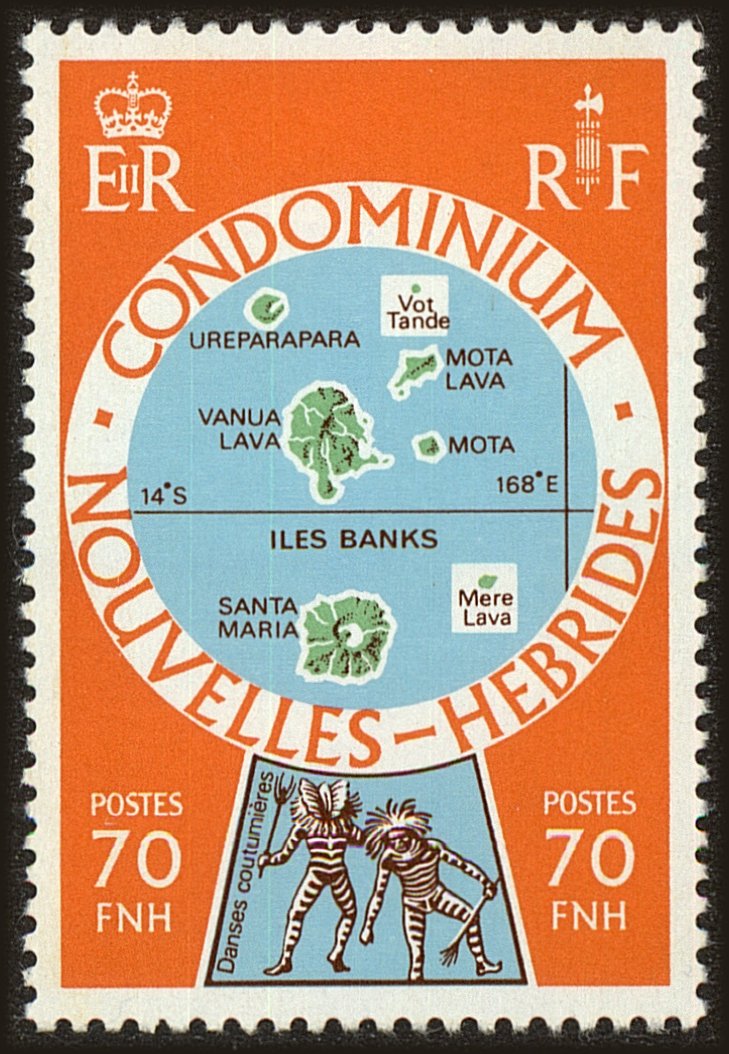 EIIR
RF
CONDOMINIUM
UREPARAPARA
Vot
Tande
MOTA
LAVA
VANUA
LAVA
MOTA
14°S
168°E
ILES BANKS
SANTA
MARIA
Mere
Lava
NOUVELLES-HEBRIDES
POSTES
70
FNH
Danses coutumières
POSTES
70
FNH